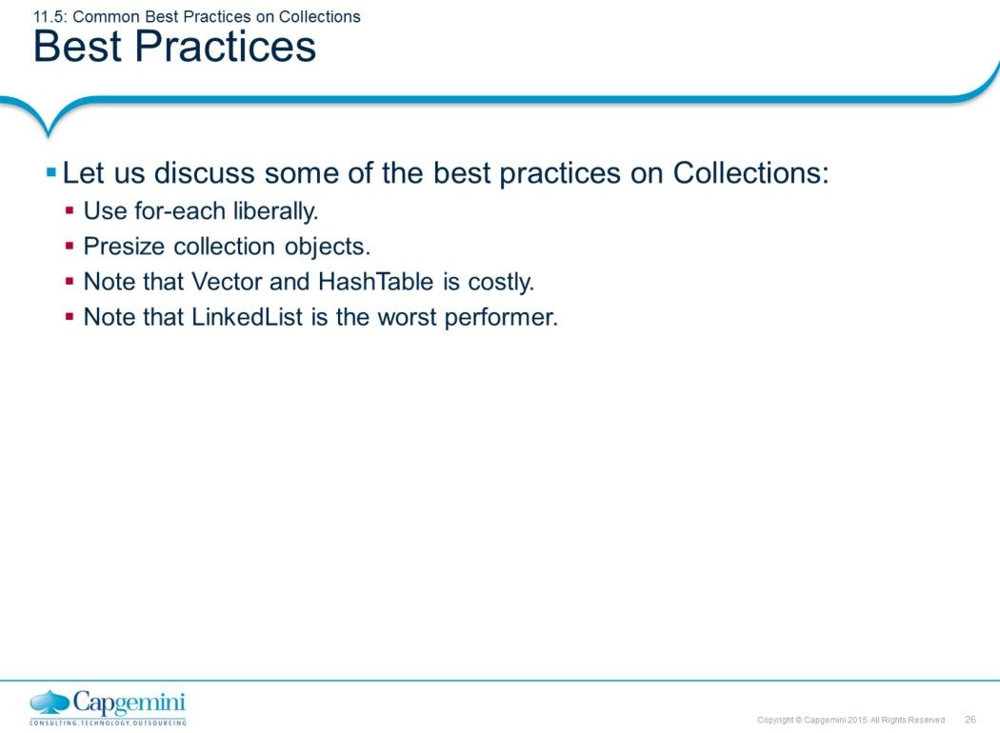 11.5: Common Best Practices on Collections
Best Practices
Let us discuss some of the best practices on Collections:
Use for-each liberally.
Presize collection objects.
Note that Vector and HashTable is costly.
Note that LinkedList is the worst performer.
Capgemini
CONSULTING.TECHNOLOGY.OUTSOURCING
Copyright © Capgemini 2015. All Rights Reserved 26